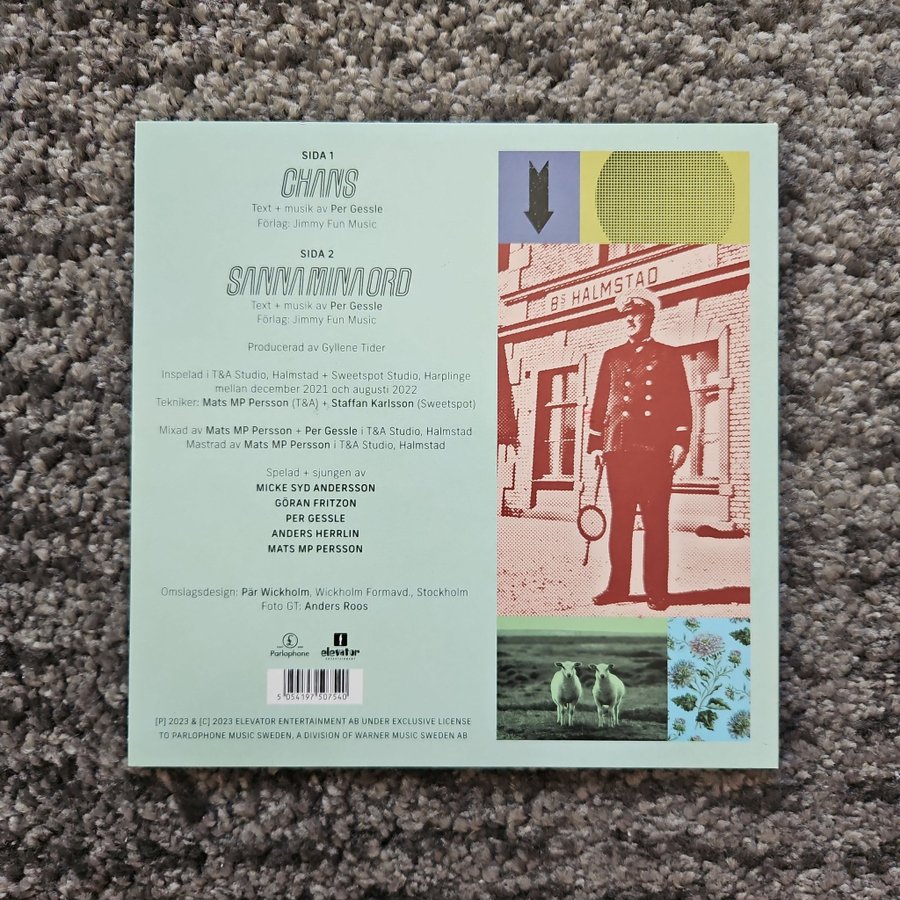 SIDA 1
CHANS
Text + musik av Per Gessle
Förlag: Jimmy Fun Music
SIDA 2
SANNA MINA ORD
Text + musik av Per Gessle
Förlag: Jimmy Fun Music
Producerad av Gyllene Tider
Inspelad i T&A Studio, Halmstad + Sweetspot Studio, Harplinge
mellan december 2021 och augusti 2022
Tekniker: Mats MP Persson (T&A) + Staffan Karlsson (Sweetspot)
Mixad av Mats MP Persson + Per Gessle i T&A Studio, Halmstad
Mastrad av Mats MP Persson i T&A Studio, Halmstad
Spelad + sjungen av
MICKE SYD ANDERSSON
GÖRAN FRITZON
PER GESSLE
ANDERS HERRLIN
MATS MP PERSSON
Omslagsdesign: Pär Wickholm, Wickholm Formavd., Stockholm
Foto GT: Anders Roos
Parlophone
elevator
entertainment
5 054197 507540
[P] 2023 & [C] 2023 ELEVATOR ENTERTAINMENT AB UNDER EXCLUSIVE LICENSE
TO PARLOPHONE MUSIC SWEDEN, A DIVISION OF WARNER MUSIC SWEDEN AB
BS HALMSTAD